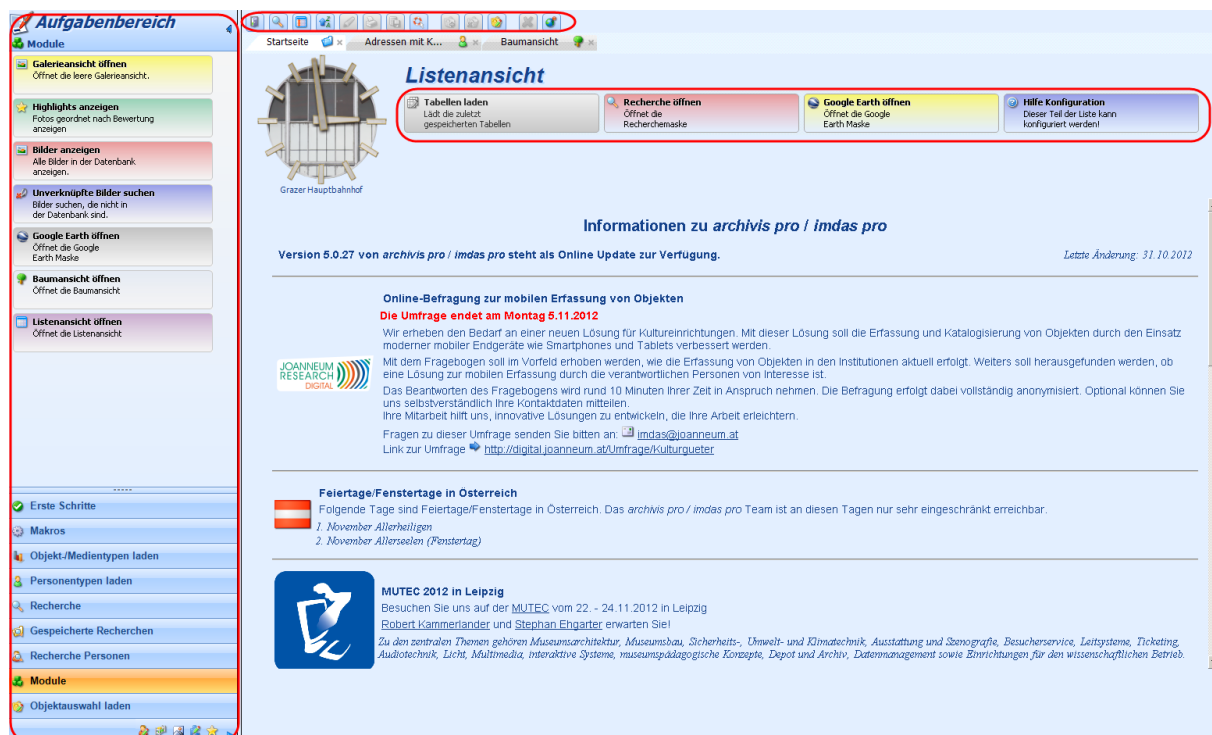 Aufgabenbereich
Module
Galerieansicht öffnen
Öffnet die leere Galerieansicht.
Highlights anzeigen
Fotos geordnet nach Bewertung
anzeigen
Bilder anzeigen
Alle Bilder in der Datenbank
anzeigen.
Unverknüpfte Bilder suchen
Bilder suchen, die nicht in
der Datenbank sind.
Google Earth öffnen
Öffnet die Google
Earth Maske
Baumansicht öffnen
Öffnet die Baumansicht
Listenansicht öffnen
Öffnet die Listenansicht
Erste Schritte
Makros
Objekt-/Medientypen laden
Personentypen laden
Recherche
Gespeicherte Recherchen
Recherche Personen
Module
Objektauswahl laden
Startseite
Adressen mit K...
Baumansicht
Grazer Hauptbahnhof
Listenansicht
Tabellen laden
Lädt die zuletzt
gespeicherten Tabellen
Recherche öffnen
Öffnet die
Recherchemaske
Google Earth öffnen
Öffnet die Google
Earth Maske
Hilfe Konfiguration
Dieser Teil der Liste kann
konfiguriert werden!
Informationen zu archivis pro / imdas pro
Version 5.0.27 von archivis pro / imdas pro steht als Online Update zur Verfügung.
Letzte Änderung: 31.10.2012
JOANNEUM
RESEARCH
DIGITAL
Online-Befragung zur mobilen Erfassung von Objekten
Die Umfrage endet am Montag 5.11.2012
Wir erheben den Bedarf an einer neuen Lösung für Kultureinrichtungen. Mit dieser Lösung soll die Erfassung und Katalogisierung von Objekten durch den Einsatz
moderner mobiler Endgeräte wie Smartphones und Tablets verbessert werden.
Mit dem Fragebogen soll im Vorfeld erhoben werden, wie die Erfassung von Objekten in den Institutionen aktuell erfolgt. Weiters soll herausgefunden werden, ob
eine Lösung zur mobilen Erfassung durch die verantwortlichen Personen von Interesse ist.
Das Beantworten des Fragebogens wird rund 10 Minuten Ihrer Zeit in Anspruch nehmen. Die Befragung erfolgt dabei vollständig anonymisiert. Optional können Sie
uns selbstverständlich Ihre Kontaktdaten mitteilen.
Ihre Mitarbeit hilft uns, innovative Lösungen zu entwickeln, die Ihre Arbeit erleichtern.
Fragen zu dieser Umfrage senden Sie bitten an: imdas@joanneum.at
Link zur Umfrage http://digital.joanneum.at/Umfrage/Kulturgueter
Feiertage/Fenstertage in Österreich
Folgende Tage sind Feiertage/Fenstertage in Österreich. Das archivis pro / imdas pro Team ist an diesen Tagen nur sehr eingeschränkt erreichbar.
1. November Allerheiligen
2. November Allerseelen (Fenstertag)
MUTEC 2012 in Leipzig
Besuchen Sie uns auf der MUTEC vom 22. - 24.11.2012 in Leipzig
Robert Kammerlander und Stephan Ehgarter erwarten Sie!
Zu den zentralen Themen gehören Museumsarchitektur, Museumsbau, Sicherheits-, Umwelt- und Klimatechnik, Ausstattung und Szenografie, Besucherservice, Leitsysteme, Ticketing,
Audiotechnik, Licht, Multimedia, interaktive Systeme, museumspädagogische Konzepte, Depot und Archiv, Datenmanagement sowie Einrichtungen für den wissenschaftlichen Betrieb.